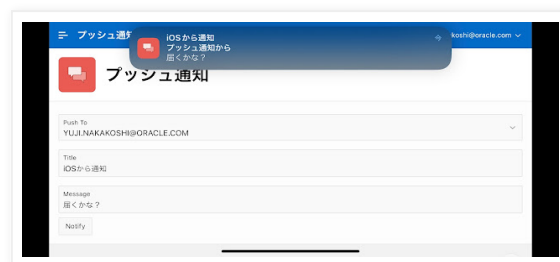 プッシュ通
iOSから通知
今
koshi@oracle.com
プッシュ通知から
届くかな？
プッシュ通知
Push To
YUJI.NAKAKOSHI@ORACLE.COM
Title
iOSから通知
Message
届くかな？
Notify